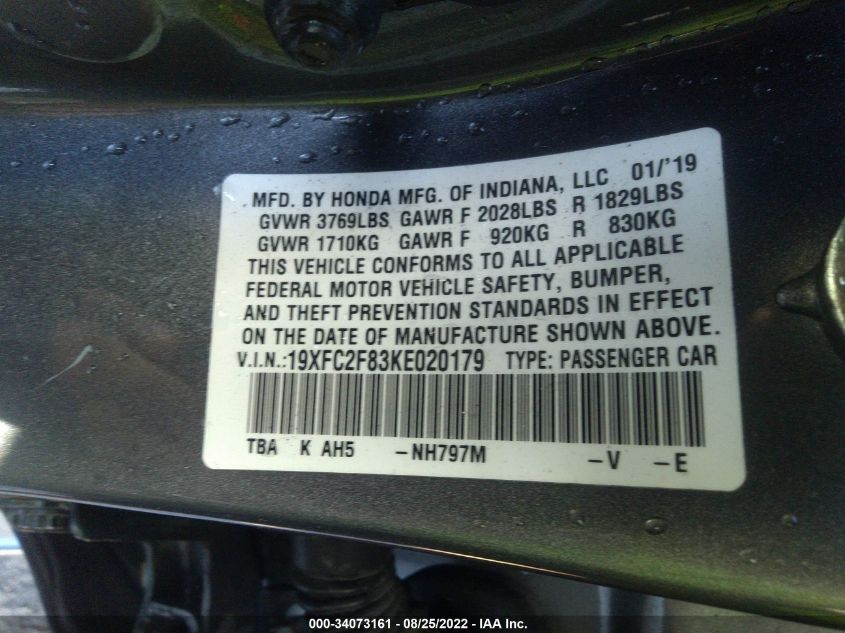 MFD. BY HONDA MFG. OF INDIANA, LLC 01/'19
GVWR 3769LBS GAWR F 2028LBS R 1829LBS
GVWR 1710KG GAWR F 920KG R 830KG
THIS VEHICLE CONFORMS TO ALL APPLICABLE
FEDERAL MOTOR VEHICLE SAFETY, BUMPER,
AND THEFT PREVENTION STANDARDS IN EFFECT
ON THE DATE OF MANUFACTURE SHOWN ABOVE.
V.I.N.:19XFC2F83KE020179 TYPE: PASSENGER CAR
TBA K AH5 -NH797M -V -E
000-34073161 - 08/25/2022 - IAA Inc.